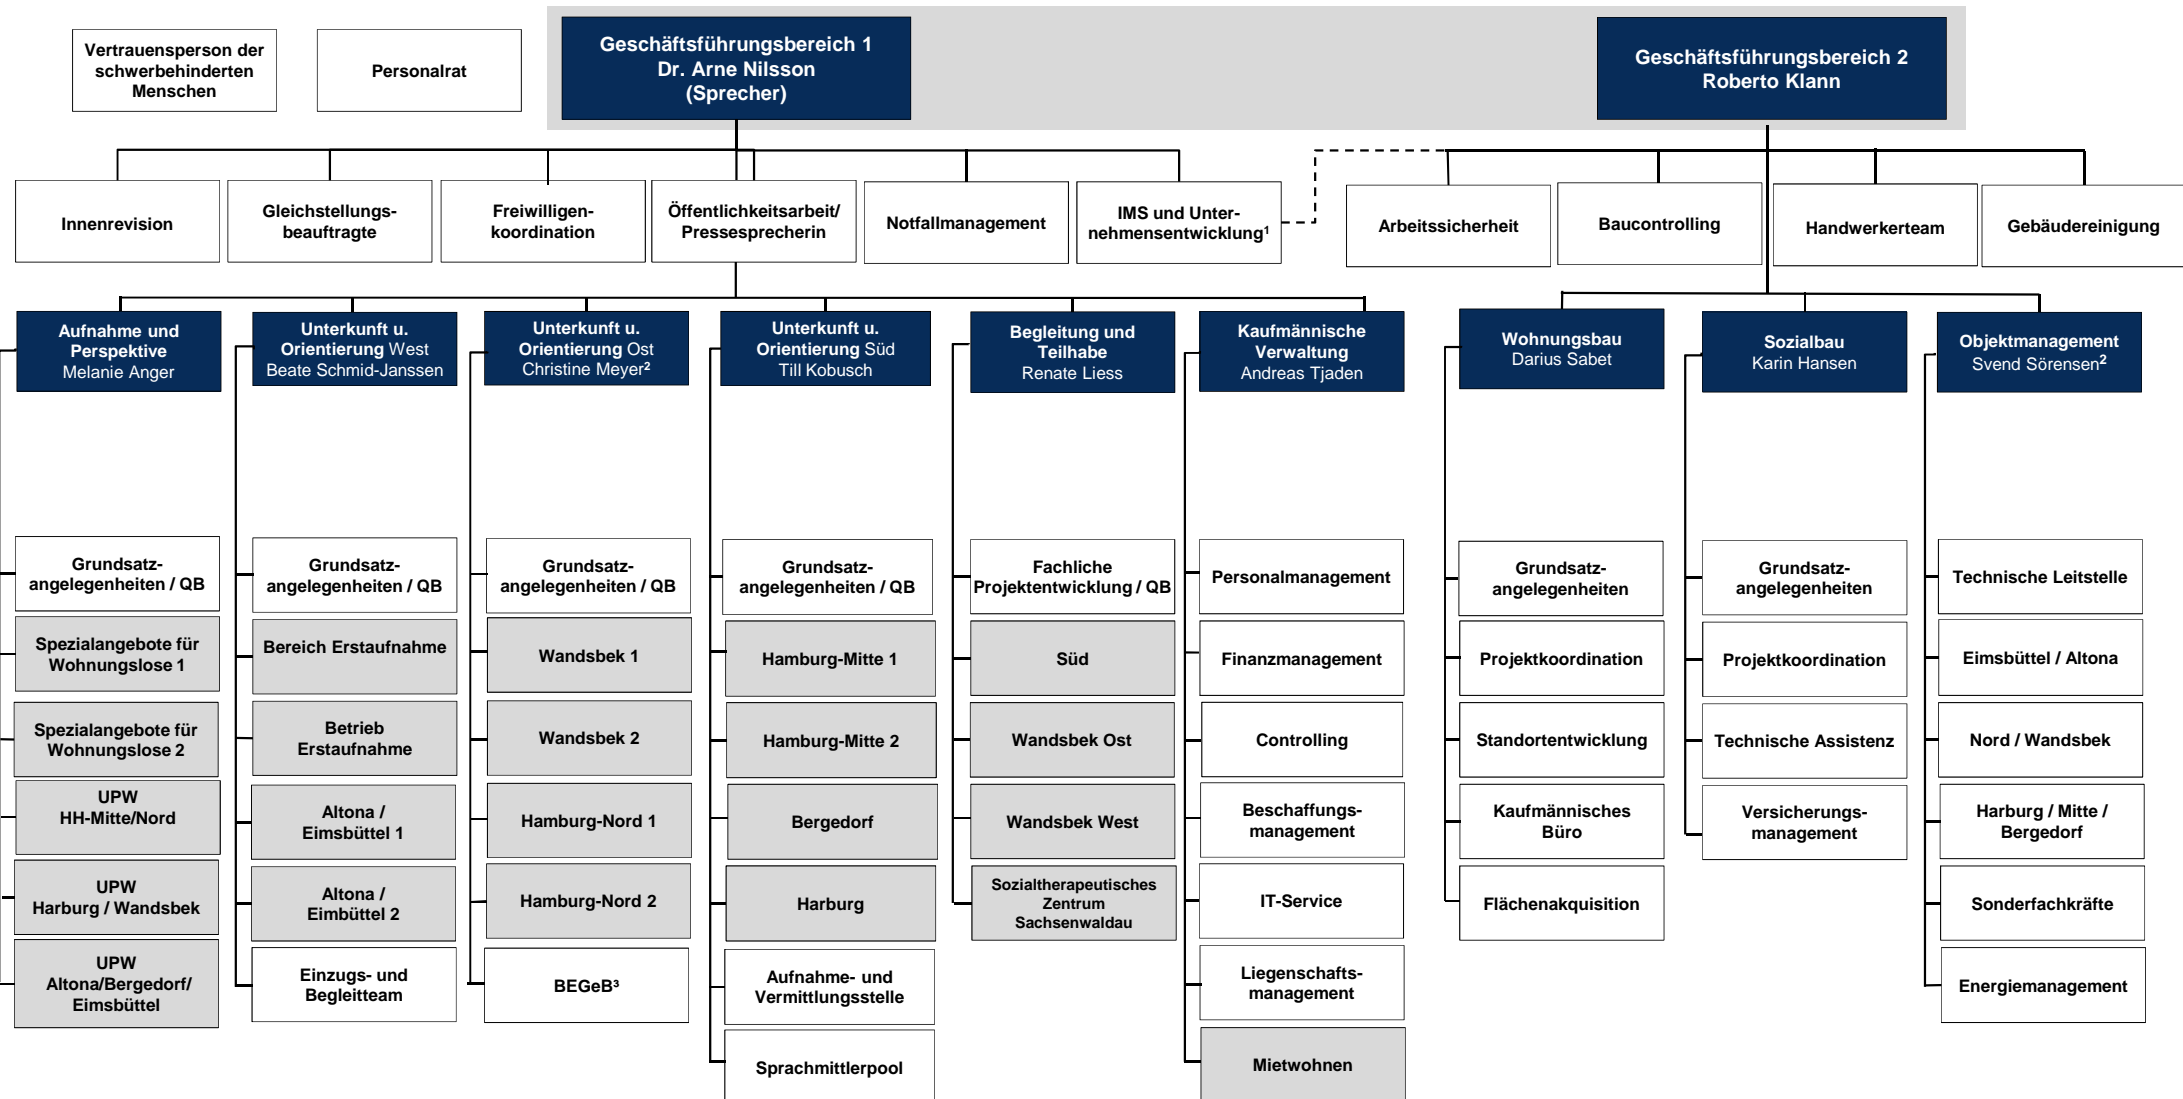 Vertrauensperson der
schwerbehinderten
Menschen
Personalrat
Geschäftsführungsbereich 1
Dr. Arne Nilsson
(Sprecher)
Geschäftsführungsbereich 2
Roberto Klann
Innenrevision
Gleichstellungs-
beauftragte
Freiwilligen-
koordination
Öffentlichkeitsarbeit/
Pressesprecherin
Notfallmanagement
IMS und Unter-
nehmensentwicklung¹
Arbeitssicherheit
Baucontrolling
Handwerkerteam
Gebäudereinigung
Aufnahme und
Perspektive
Melanie Anger
Unterkunft u.
Orientierung West
Beate Schmid-Janssen
Unterkunft u.
Orientierung Ost
Christine Meyer²
Unterkunft u.
Orientierung Süd
Till Kobusch
Begleitung und
Teilhabe
Renate Liess
Kaufmännische
Verwaltung
Andreas Tjaden
Wohnungsbau
Darius Sabet
Sozialbau
Karin Hansen
Objektmanagement
Svend Sörensen²
Grundsatz-
angelegenheiten / QB
Spezialangebote für
Wohnungslose 1
Spezialangebote für
Wohnungslose 2
UPW
HH-Mitte/Nord
UPW
Harburg / Wandsbek
UPW
Altona/Bergedorf/
Eimsbüttel
Grundsatz-
angelegenheiten / QB
Bereich Erstaufnahme
Betrieb
Erstaufnahme
Altona /
Eimsbüttel 1
Altona /
Eimbüttel 2
Einzugs- und
Begleitteam
Grundsatz-
angelegenheiten / QB
Wandsbek 1
Wandsbek 2
Hamburg-Nord 1
Hamburg-Nord 2
BEGeB³
Grundsatz-
angelegenheiten / QB
Hamburg-Mitte 1
Hamburg-Mitte 2
Bergedorf
Harburg
Aufnahme- und
Vermittlungsstelle
Sprachmittlerpool
Fachliche
Projektentwicklung / QB
Süd
Wandsbek Ost
Wandsbek West
Sozialtherapeutisches
Zentrum
Sachsenwaldau
Personalmanagement
Finanzmanagement
Controlling
Beschaffungs-
management
IT-Service
Liegenschafts-
management
Mietwohnen
Grundsatz-
angelegenheiten
Projektkoordination
Standortentwicklung
Kaufmännisches
Büro
Flächenakquisition
Grundsatz-
angelegenheiten
Projektkoordination
Technische Assistenz
Versicherungs-
management
Technische Leitstelle
Eimsbüttel / Altona
Nord / Wandsbek
Harburg / Mitte /
Bergedorf
Sonderfachkräfte
Energiemanagement